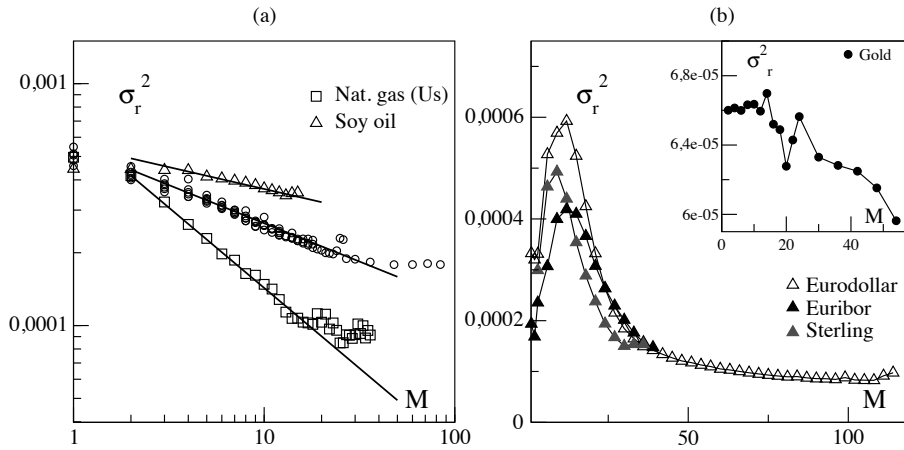 (a)
0,001
σr2
Nat. gas (Us)
Soy oil
0,0001
M
1
10
100
(b)
0,0006
σr2
0,0004
0,0002
0
Eurodollar
Euribor
Sterling
M
50
100
6,8e-05
σr2
Gold
6,4e-05
6e-05
M
0
20
40